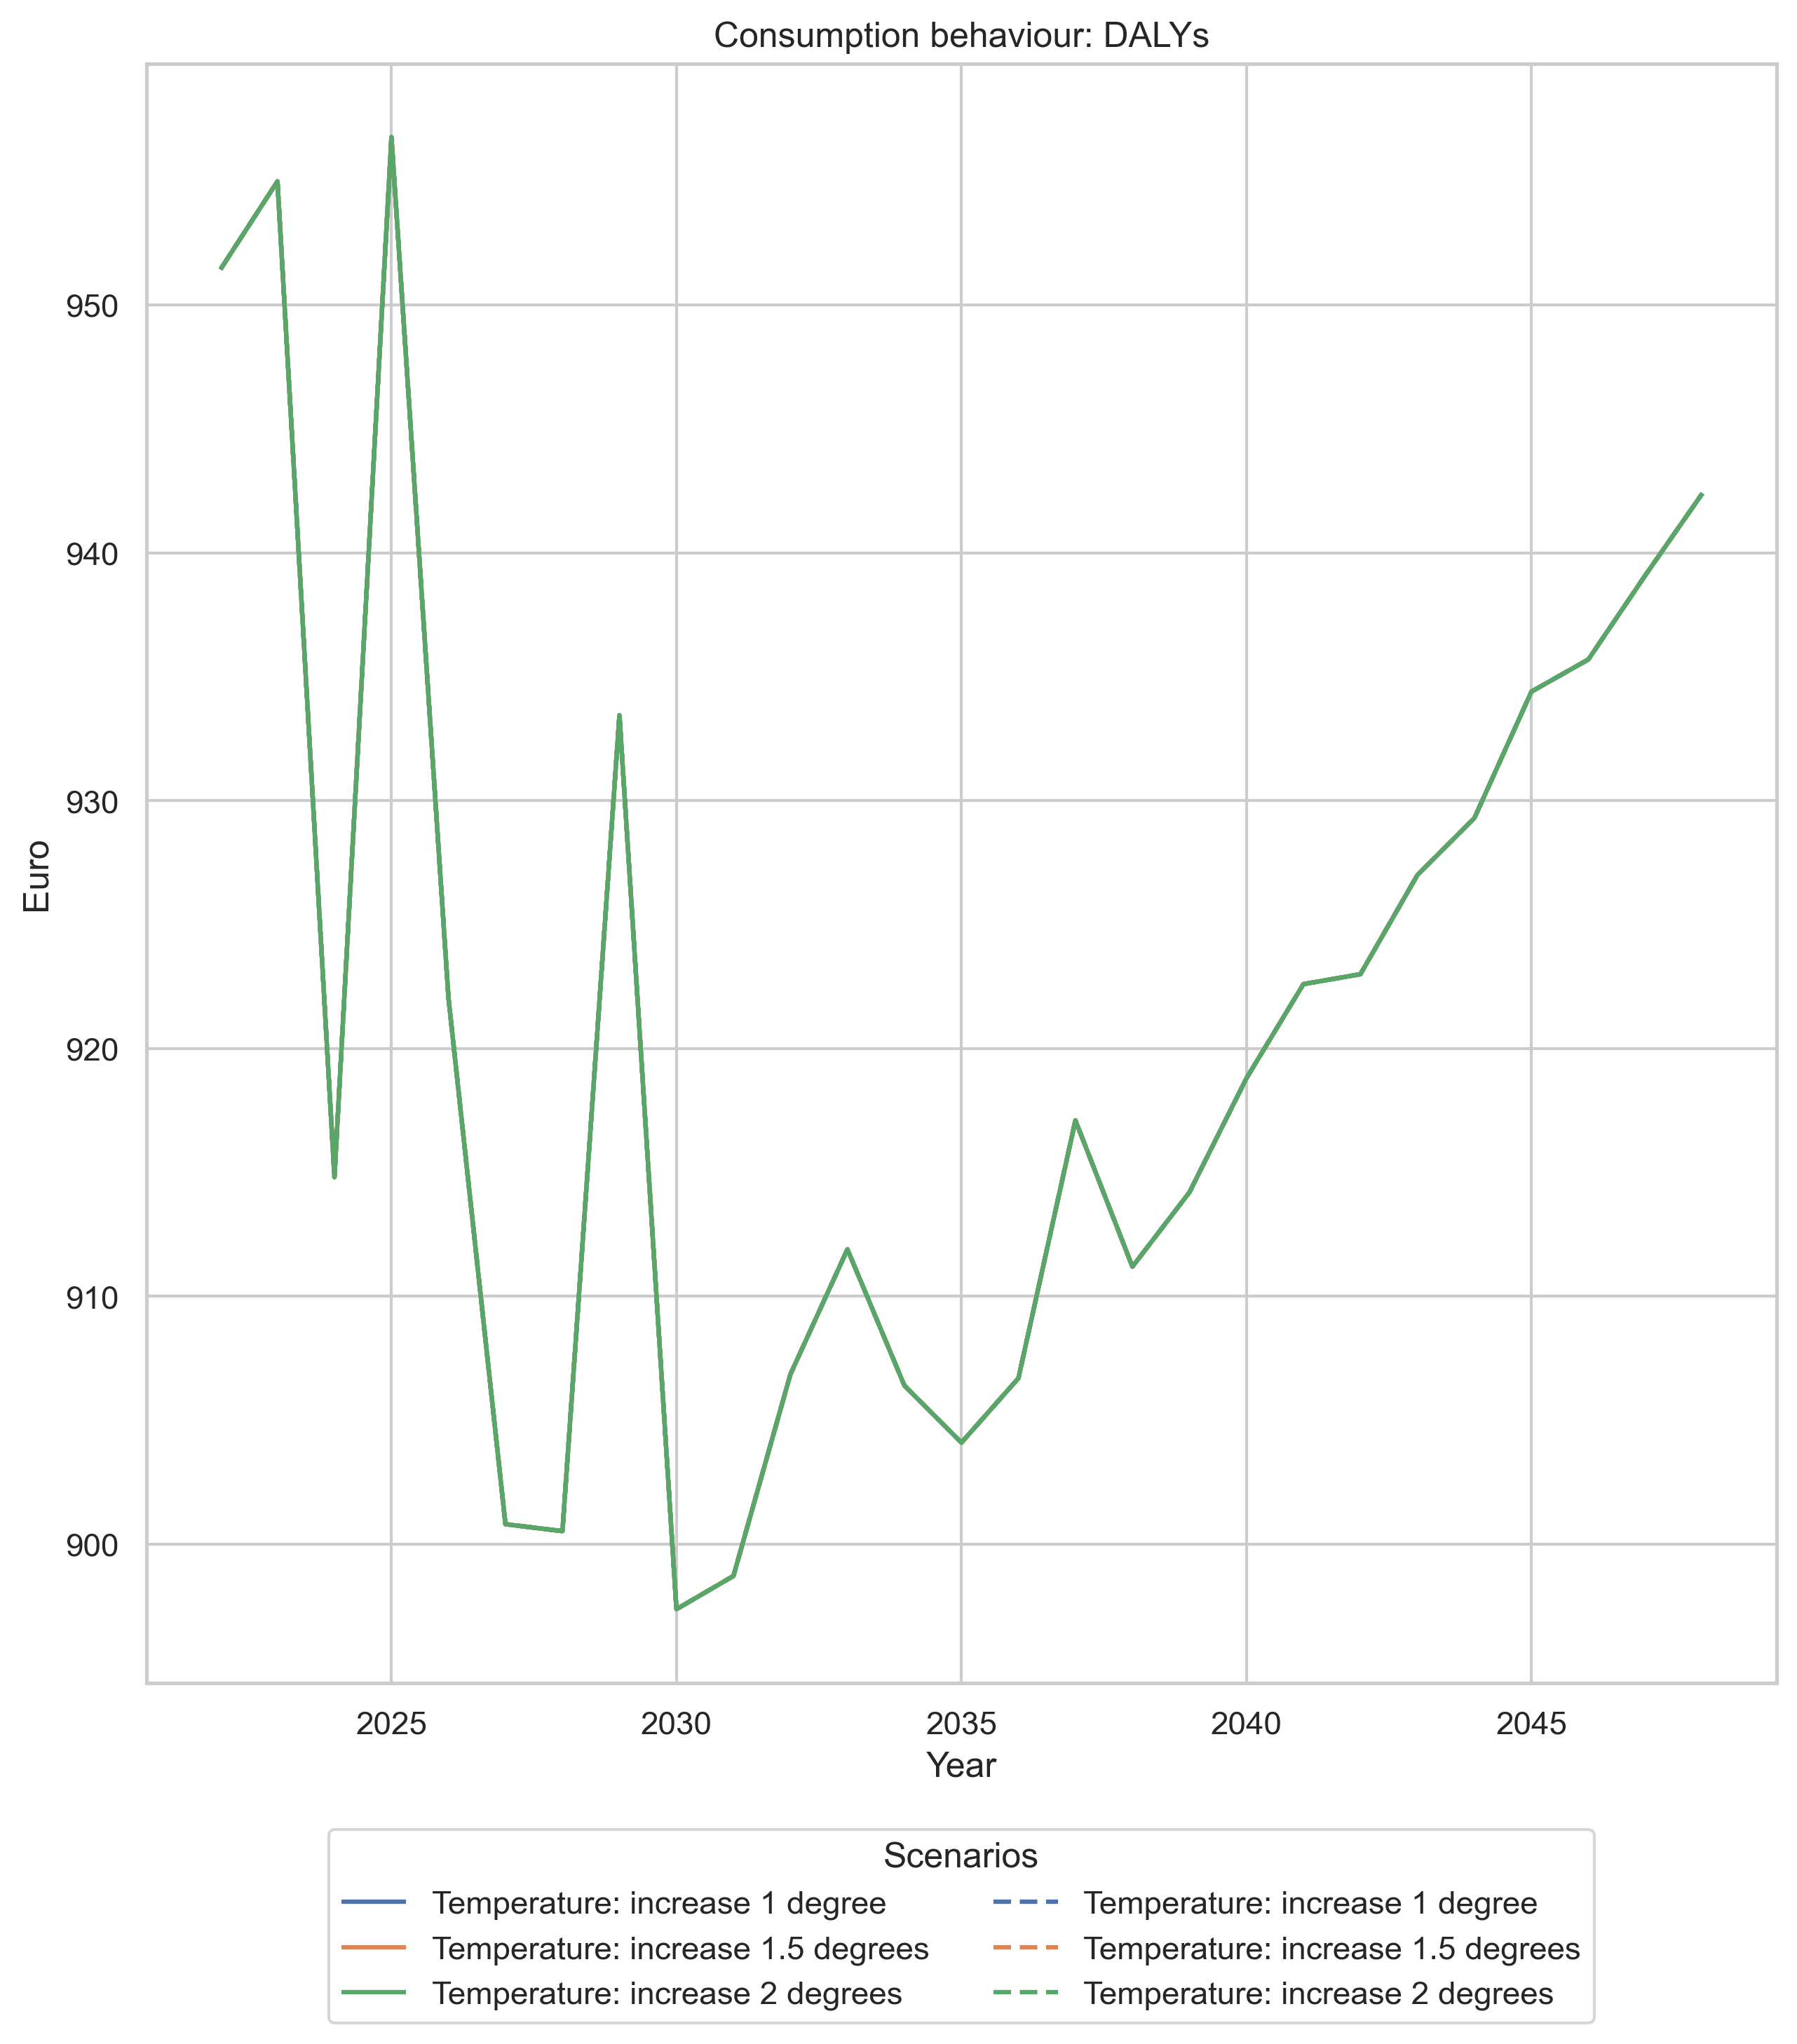 Consumption behaviour: DALYs
950
940
930
920
910
900
Euro
2025 2030 2035 2040 2045
Year
Scenarios
Temperature: increase 1 degree
Temperature: increase 1.5 degrees
Temperature: increase 2 degrees
Temperature: increase 1 degree
Temperature: increase 1.5 degrees
Temperature: increase 2 degrees